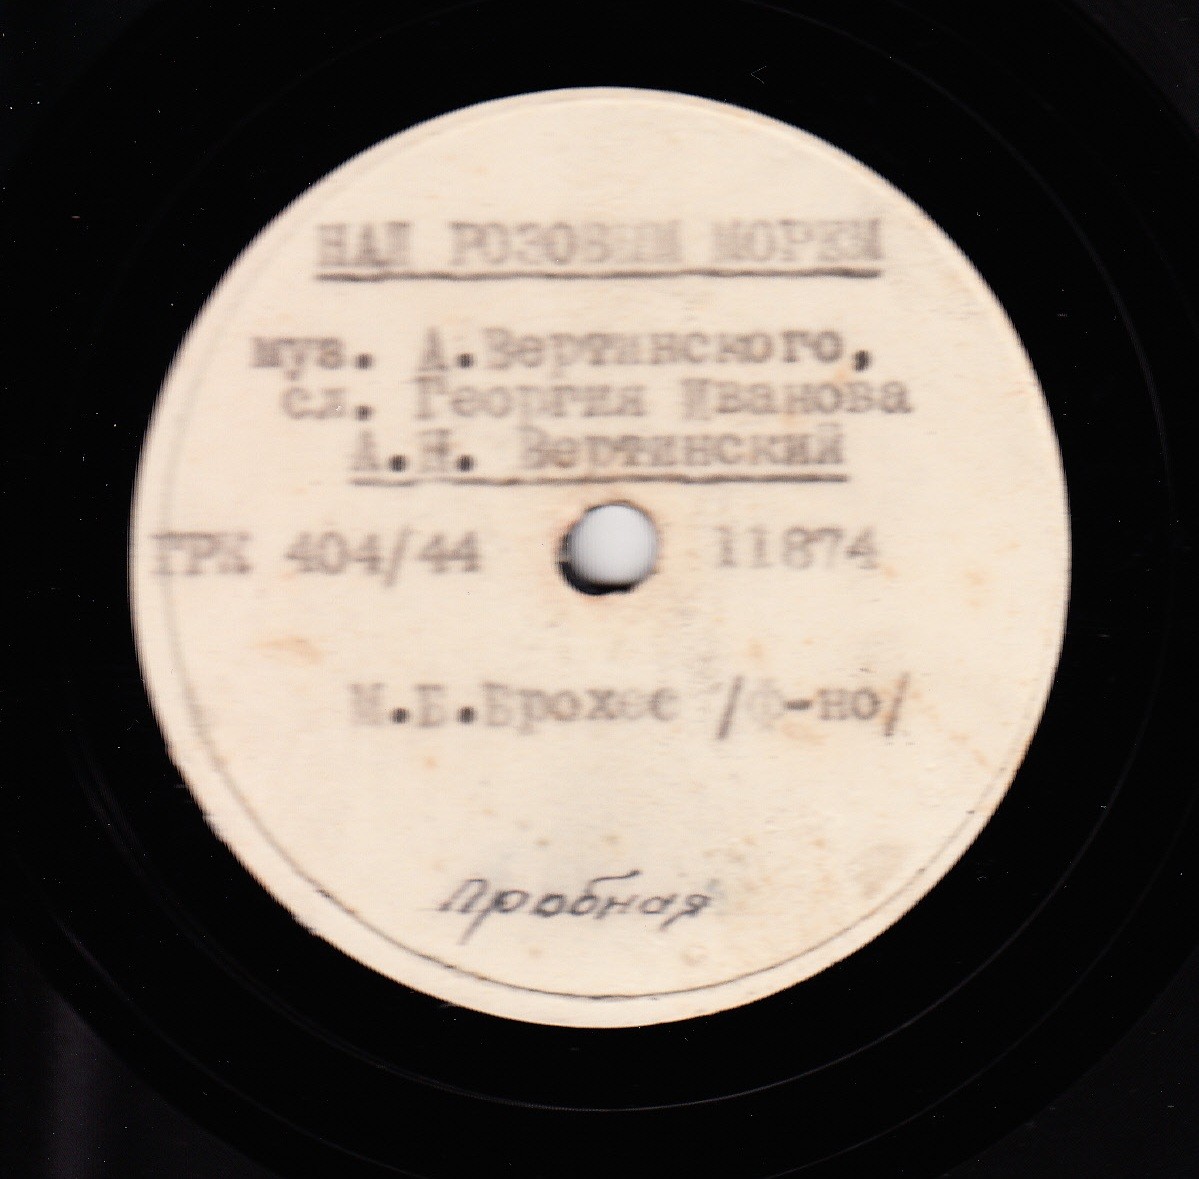 НАД РОЗОВЫМ МОРЕМ
муз. А.Вертинского,
сл. Георгия Иванова
А.Н. Вертинский
ГРК 404/44 11874
М.Б.Брохес /ф-но/
Пробная